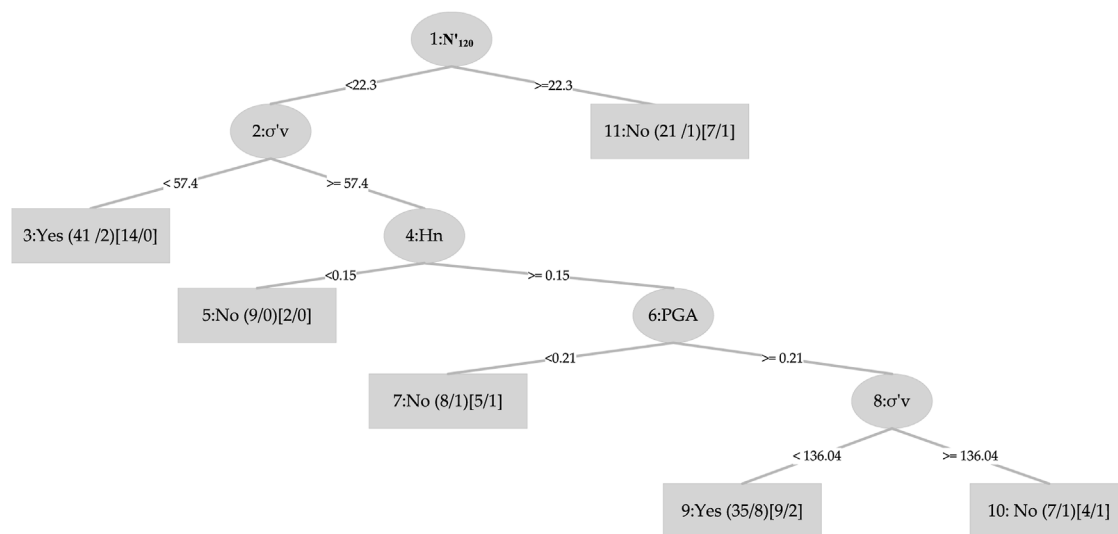 1:N'120
<22.3
>=22.3
2:σ'v
11:No (21 /1)[7/1]
< 57.4
>= 57.4
3:Yes (41 /2)[14/0]
4:Hn
<0.15
>= 0.15
5:No (9/0)[2/0]
6:PGA
<0.21
>= 0.21
7:No (8/1)[5/1]
8:σ'v
< 136.04
>= 136.04
9:Yes (35/8)[9/2]
10: No (7/1)[4/1]